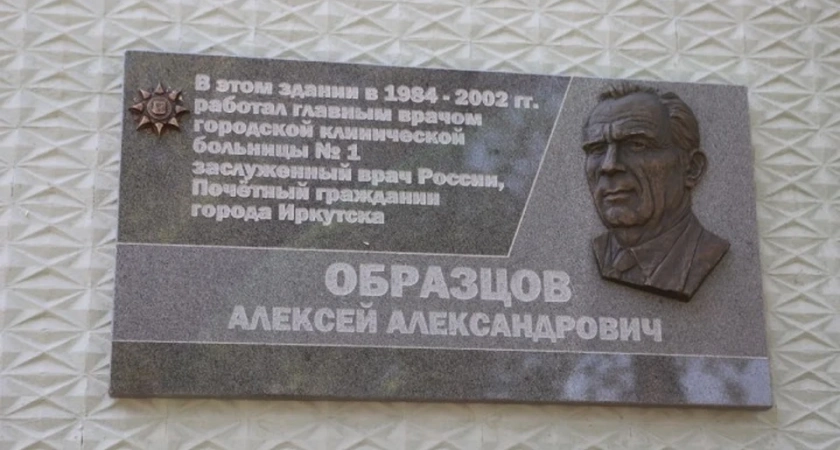 В этом здании в 1984 - 2002 гг.
работал главным врачом
городской клинической
больницы № 1
заслуженный врач России,
Почётный гражданин
города Иркутска
ОБРАЗЦОВ
АЛЕКСЕЙ АЛЕКСАНДРОВИЧ